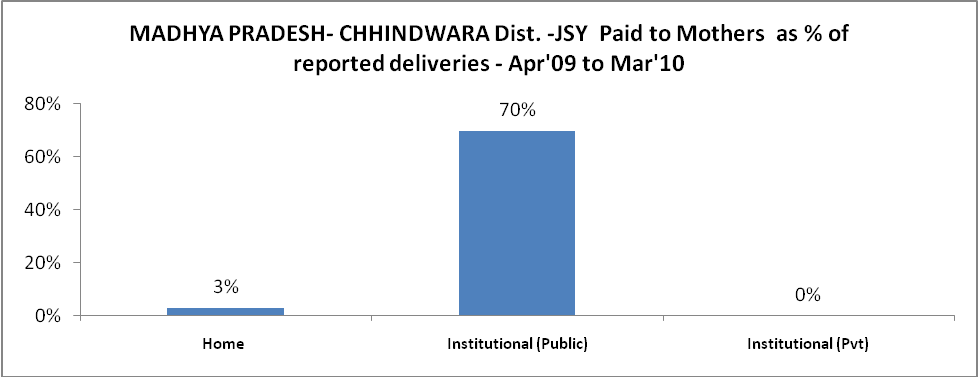 MADHYA PRADESH- CHHINDWARA Dist. -JSY  Paid to Mothers  as % of
reported deliveries - Apr'09 to Mar'10
80%
70%
60%
40%
20%
3%
0%
0%
Home
Institutional (Public)
Institutional (Pvt)